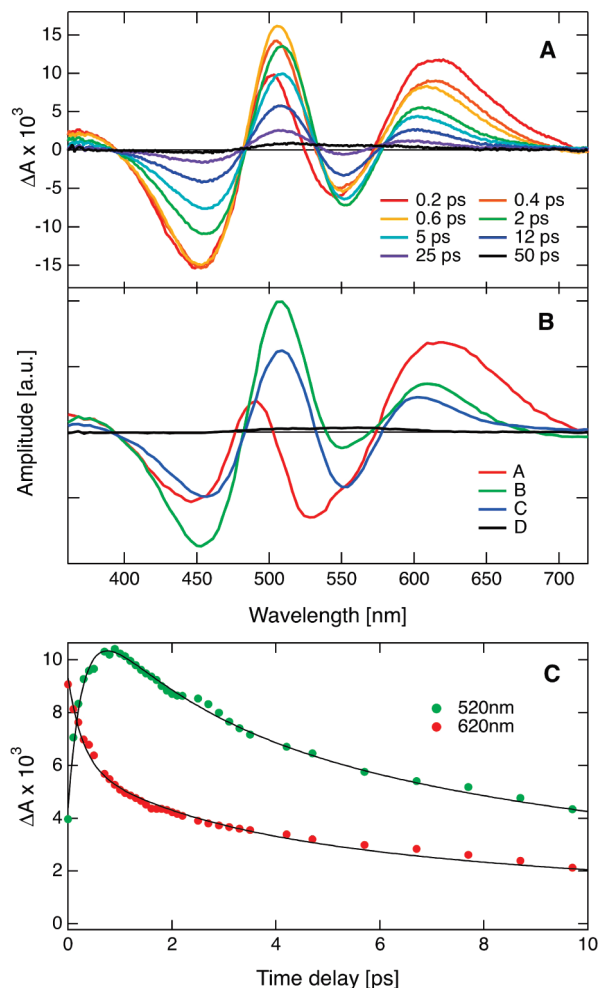 A
15
10
5
0
-5
-10
-15
ΔA x 10³
0.2 ps 0.4 ps
0.6 ps 2 ps
5 ps 12 ps
25 ps 50 ps
B
Amplitude [a.u.]
A
B
C
D
400 450 500 550 600 650 700
Wavelength [nm]
C
10
8
6
4
2
0
ΔA x 10³
520nm
620nm
0 2 4 6 8 10
Time delay [ps]